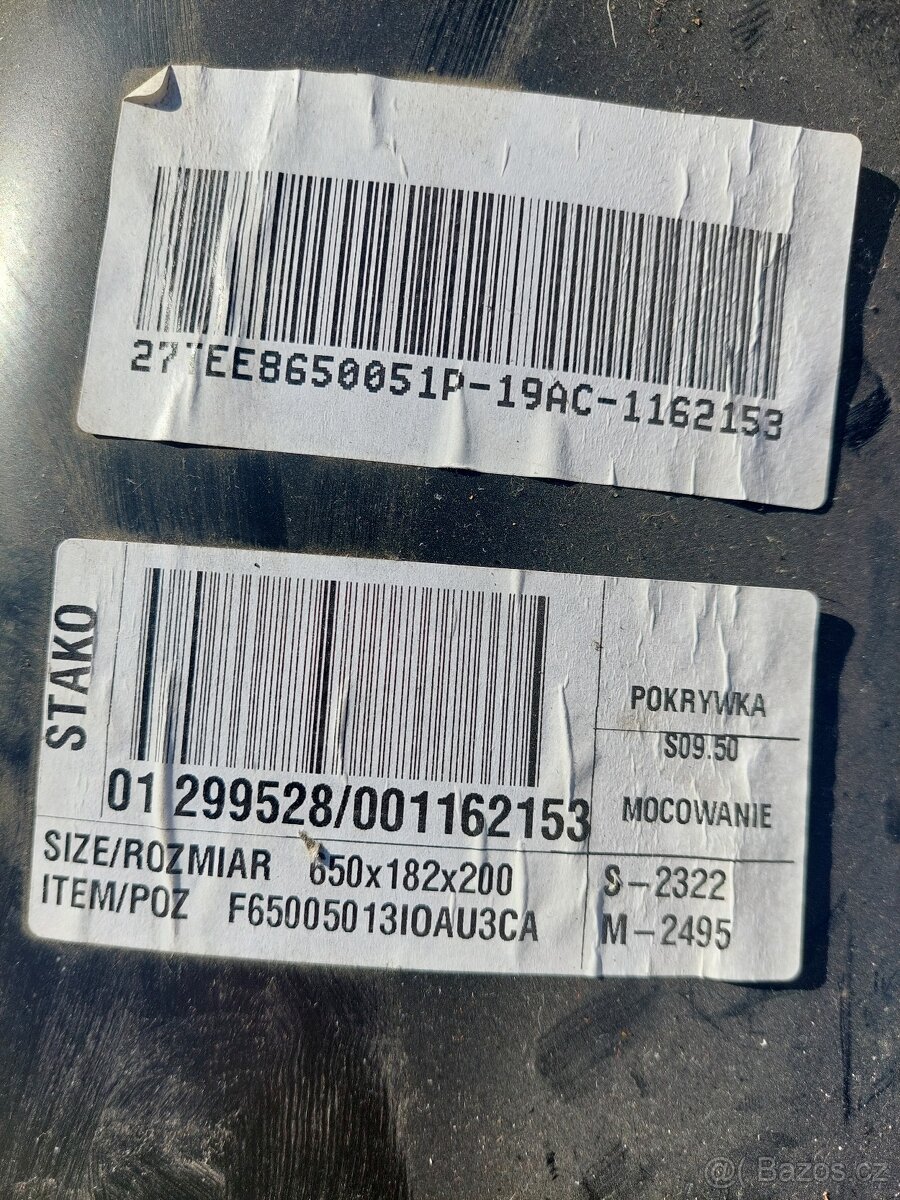 27TEE8650051P-19AC-1162153
STAKO
01 299528/001162153
SIZE/ROZMIAR 650x182x200
ITEM/POZ F65005013IOAU3CA
POKRYWKA
S09.50
MOCOWANIE
S-2322
M-2495
@( Bazoš.cz